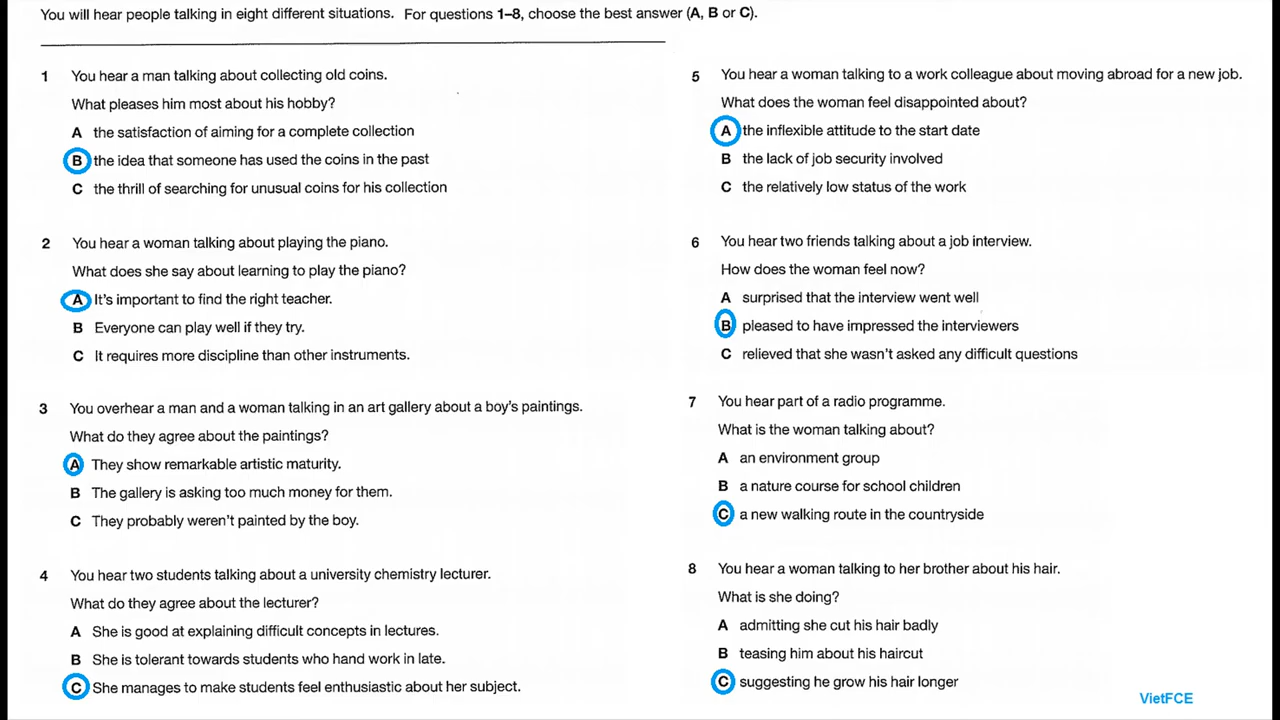 You will hear people talking in eight different situations. For questions 1–8, choose the best answer (A, B or C).
1 You hear a man talking about collecting old coins.
What pleases him most about his hobby?
A the satisfaction of aiming for a complete collection
B the idea that someone has used the coins in the past
C the thrill of searching for unusual coins for his collection
2 You hear a woman talking about playing the piano.
What does she say about learning to play the piano?
A It's important to find the right teacher.
B Everyone can play well if they try.
C It requires more discipline than other instruments.
3 You overhear a man and a woman talking in an art gallery about a boy's paintings.
What do they agree about the paintings?
A They show remarkable artistic maturity.
B The gallery is asking too much money for them.
C They probably weren't painted by the boy.
4 You hear two students talking about a university chemistry lecturer.
What do they agree about the lecturer?
A She is good at explaining difficult concepts in lectures.
B She is tolerant towards students who hand work in late.
C She manages to make students feel enthusiastic about her subject.
5 You hear a woman talking to a work colleague about moving abroad for a new job.
What does the woman feel disappointed about?
A the inflexible attitude to the start date
B the lack of job security involved
C the relatively low status of the work
6 You hear two friends talking about a job interview.
How does the woman feel now?
A surprised that the interview went well
B pleased to have impressed the interviewers
C relieved that she wasn't asked any difficult questions
7 You hear part of a radio programme.
What is the woman talking about?
A an environment group
B a nature course for school children
C a new walking route in the countryside
8 You hear a woman talking to her brother about his hair.
What is she doing?
A admitting she cut his hair badly
B teasing him about his haircut
C suggesting he grow his hair longer
VietFCE